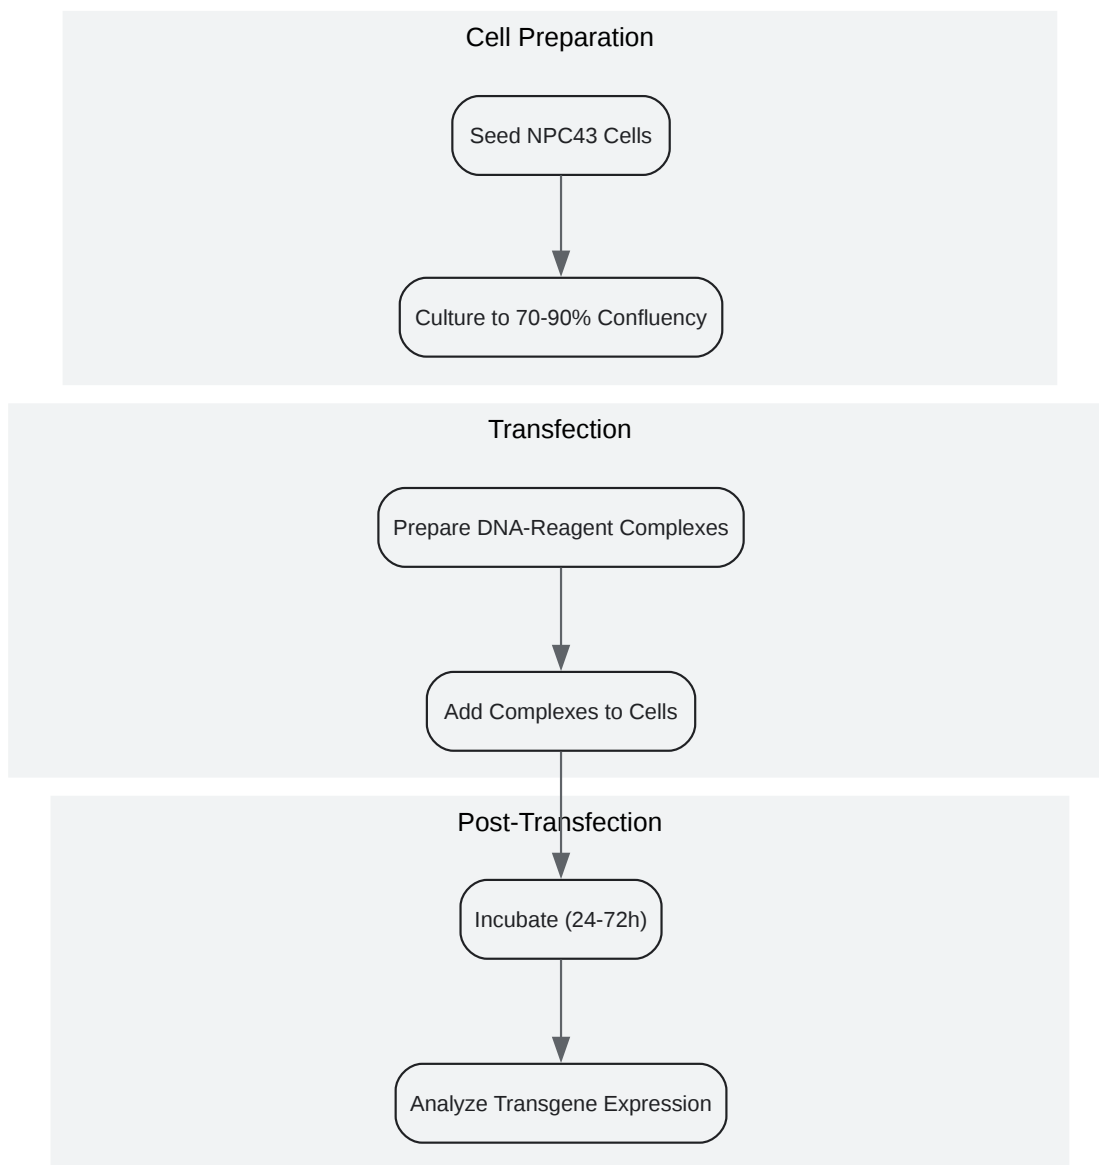 Cell Preparation
Seed NPC43 Cells
Culture to 70-90% Confluency
Transfection
Prepare DNA-Reagent Complexes
Add Complexes to Cells
Post-Transfection
Incubate (24-72h)
Analyze Transgene Expression